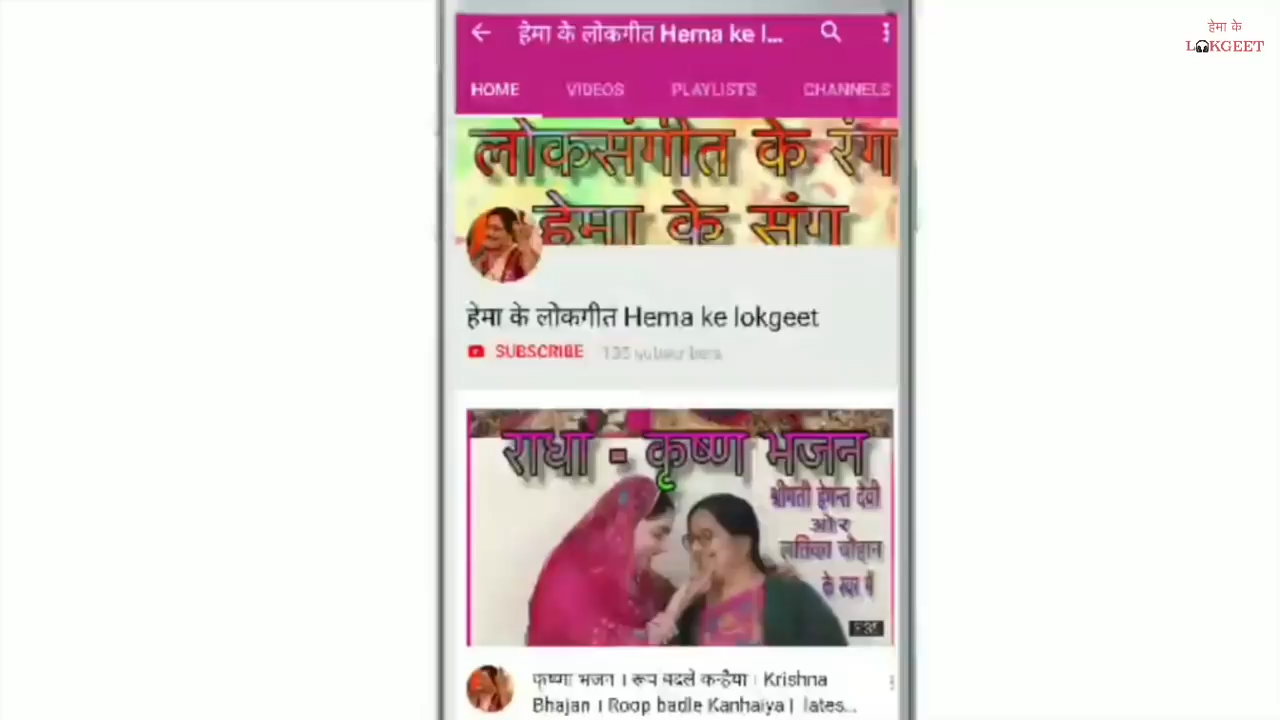 हेमा के
LOKGEET
हेमा के लोकगीत Hema ke l...
HOME VIDEOS PLAYLISTS CHANNELS
लोकसंगीत के रंग
हेमा के संग
हेमा के लोकगीत Hema ke lokgeet
SUBSCRIBE
राधा - कृष्ण भजन
श्रीमती हेमन्त देवी
और
लतिका चौहान
के स्वर में
कृष्णा भजन । रूप बदले कन्हैया । Krishna
Bhajan । Roop badle Kanhaiya | lates...